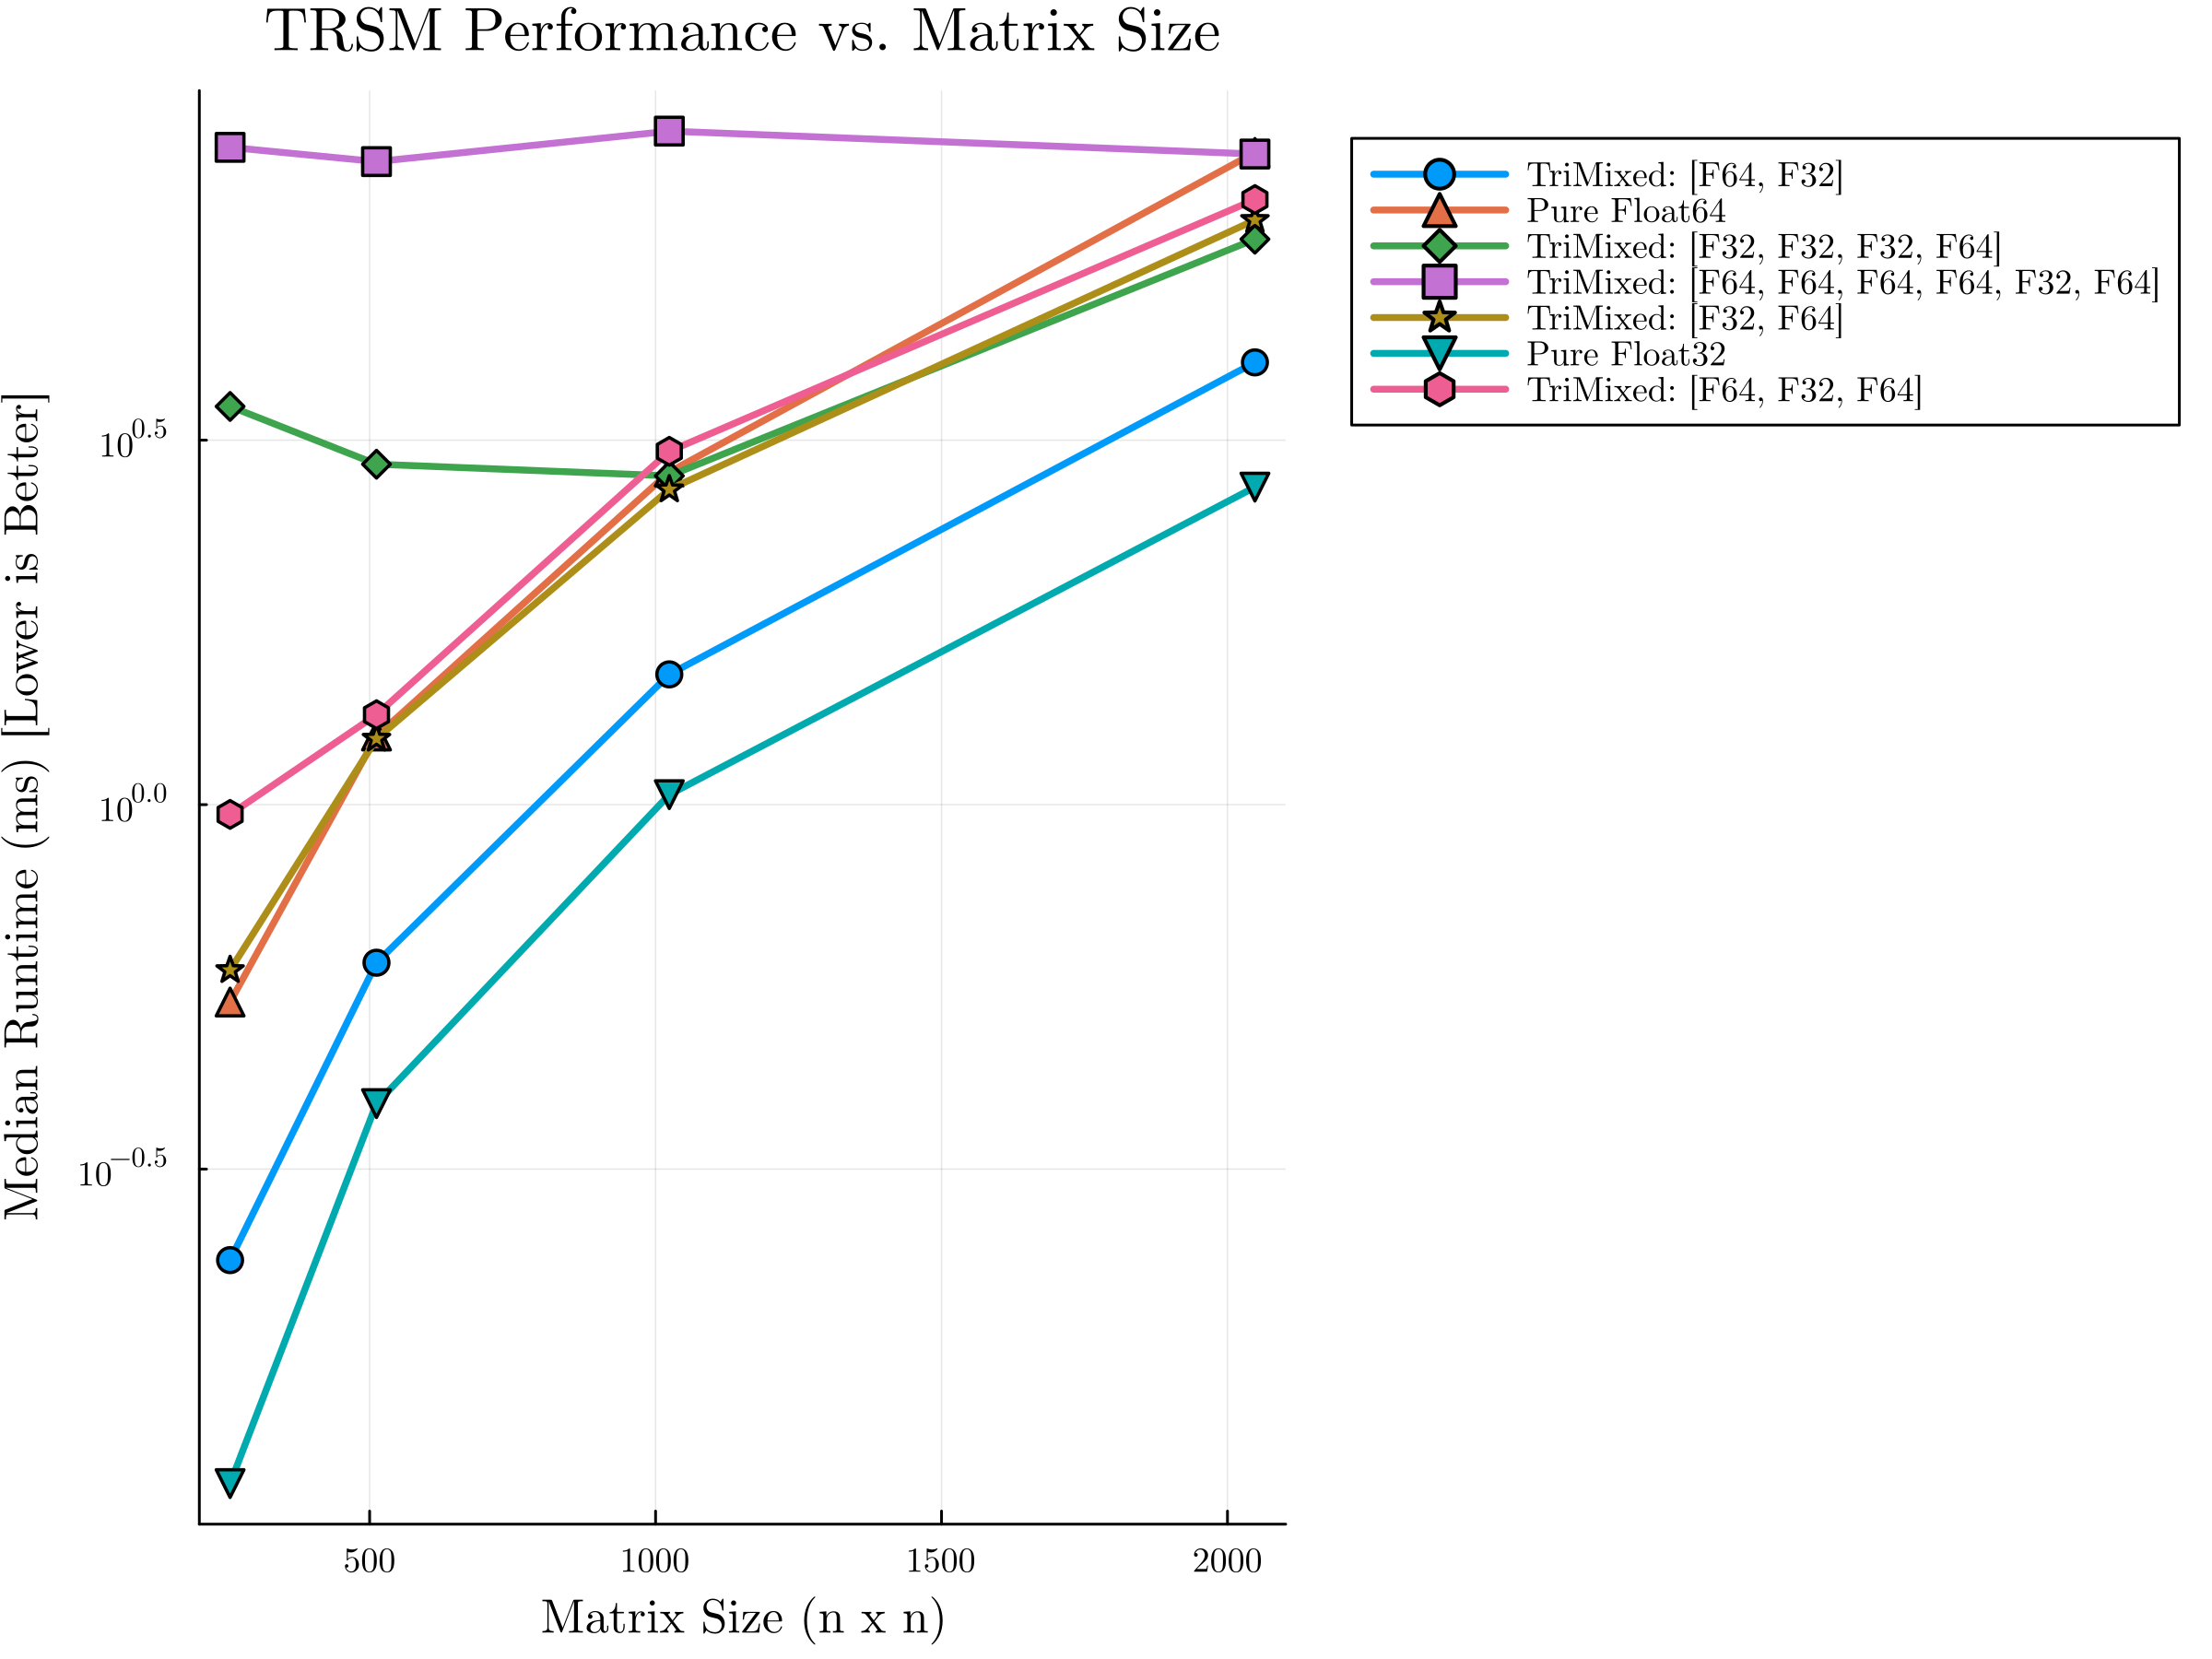 TRSM Performance vs. Matrix Size
Median Runtime (ms) [Lower is Better]
10^0.5
10^0.0
10^−0.5
500 1000 1500 2000
Matrix Size (n x n)
TriMixed: [F64, F32]
Pure Float64
TriMixed: [F32, F32, F32, F64]
TriMixed: [F64, F64, F64, F64, F32, F64]
TriMixed: [F32, F64]
Pure Float32
TriMixed: [F64, F32, F64]